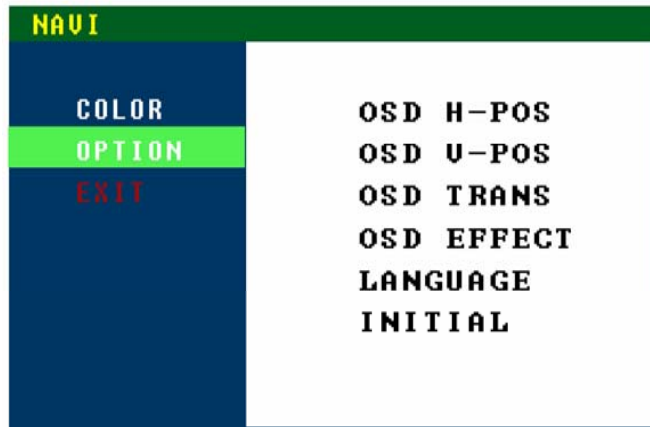 NAVI
COLOR
OPTION
EXIT
OSD H-POS
OSD V-POS
OSD TRANS
OSD EFFECT
LANGUAGE
INITIAL